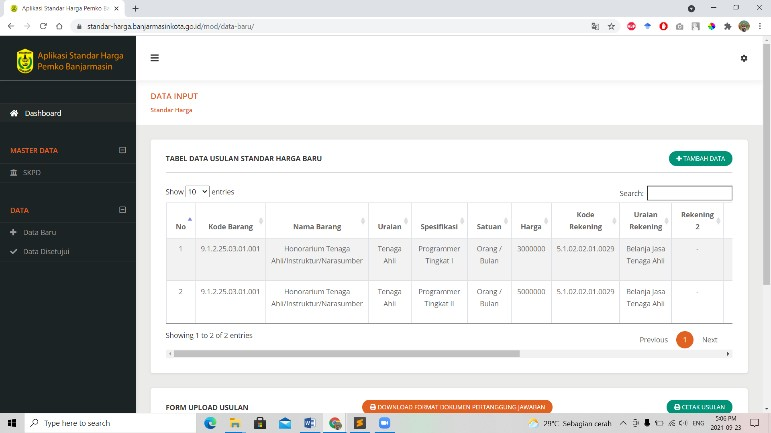 Aplikasi Standar Harga Pemko Ba
standar-harga.banjarmasinkota.go.id/mod/data-baru/
Aplikasi Standar Harga
Pemko Banjarmasin
DATA INPUT
Standar Harga
Dashboard
MASTER DATA
SKPD
DATA
Data Baru
Data Disetujui
TABEL DATA USULAN STANDAR HARGA BARU
TAMBAH DATA
Show 10 entries
Search:
No Kode Barang Nama Barang Uraian Spesifikasi Satuan Harga Kode Rekening Uraian Rekening Rekening 2
1 9.1.2.25.03.01.001 Honorarium Tenaga Ahli/Instruktur/Narasumber Tenaga Ahli Programmer Tingkat I Orang / Bulan 3000000 5.1.02.02.01.0029 Belanja Jasa Tenaga Ahli -
2 9.1.2.25.03.01.001 Honorarium Tenaga Ahli/Instruktur/Narasumber Tenaga Ahli Programmer Tingkat II Orang / Bulan 5000000 5.1.02.02.01.0029 Belanja Jasa Tenaga Ahli -
Showing 1 to 2 of 2 entries
Previous 1 Next
FORM UPLOAD USULAN
DOWNLOAD FORMAT DOKUMEN PERTANGGUNG JAWABAN
CETAK USULAN
Type here to search
29°C Sebagian cerah
ENG
5:06 PM
2021-09-23